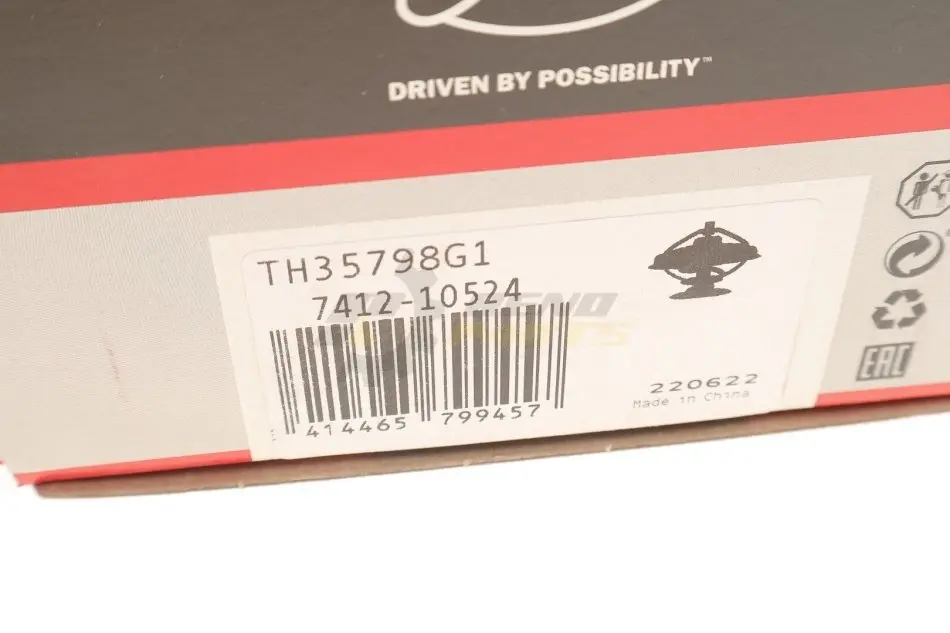 DRIVEN BY POSSIBILITY™
TH35798G1
7412-10524
414465 799457
220622
Made in China
EAC